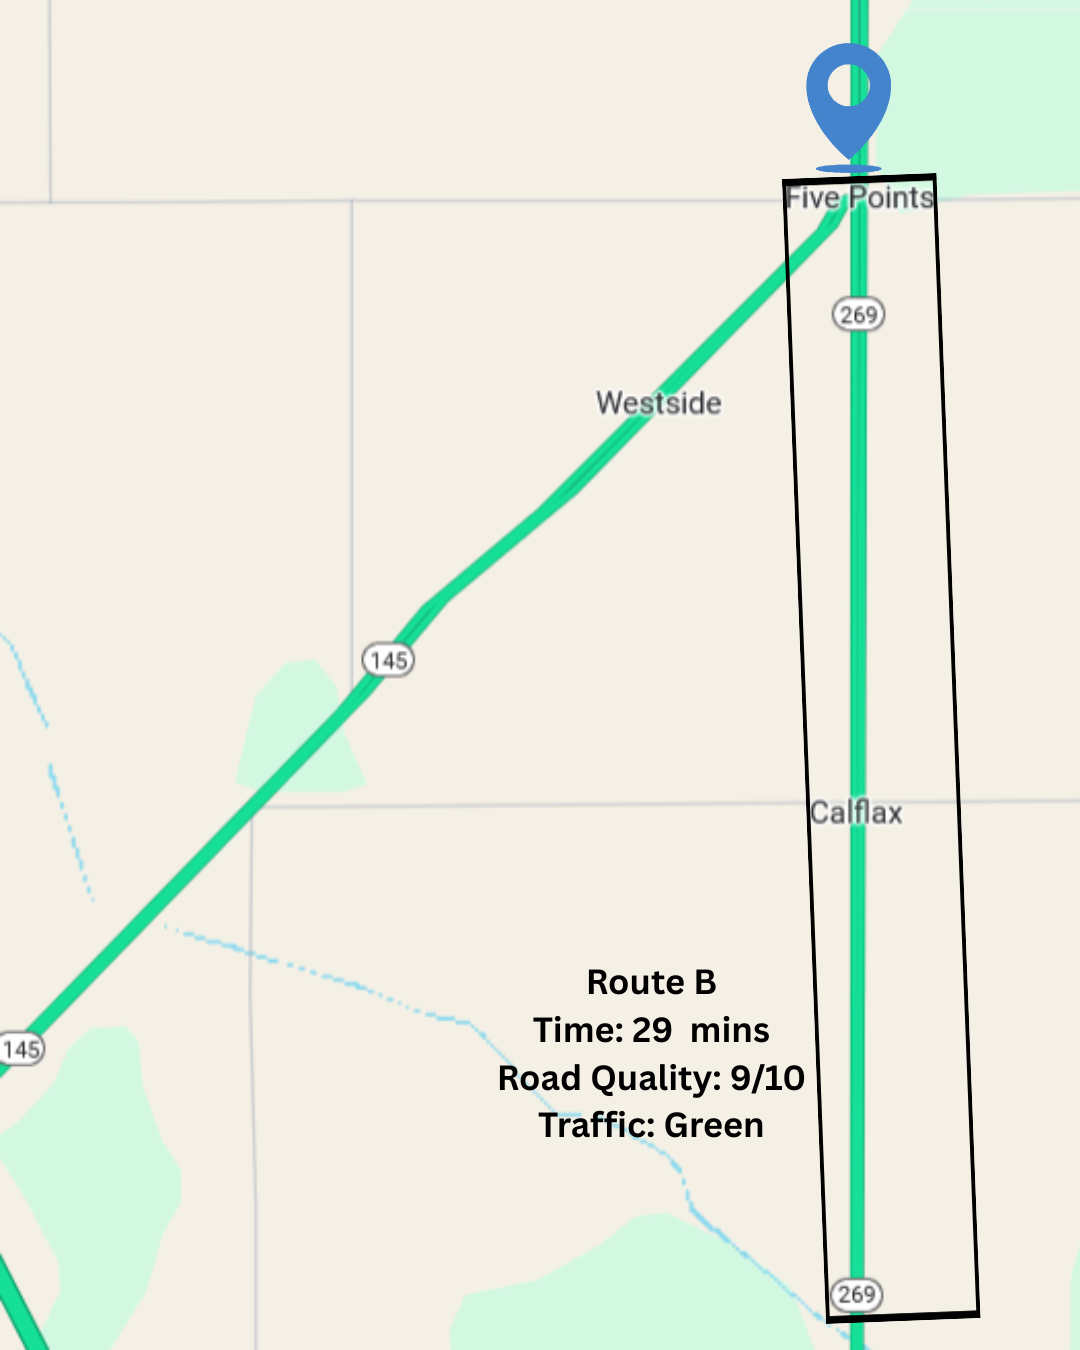 Five Points
269
Westside
145
Calflax
Route B
Time: 29 mins
Road Quality: 9/10
Traffic: Green
145
269